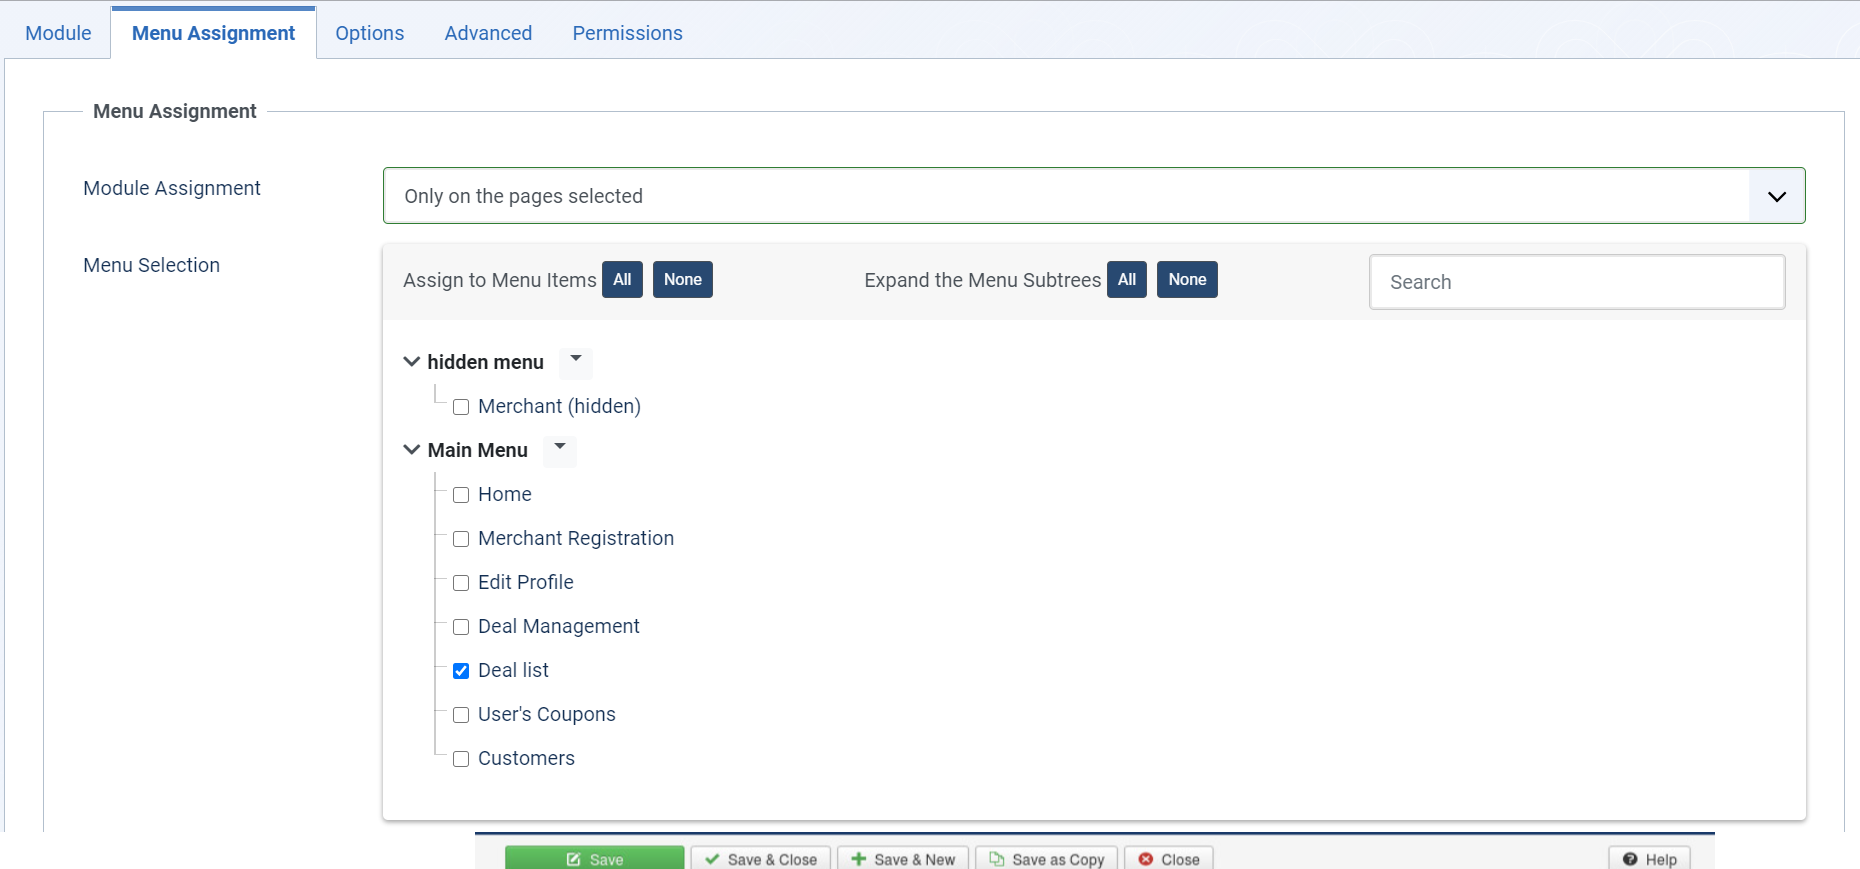 Module Menu Assignment Options Advanced Permissions
Menu Assignment
Module Assignment Only on the pages selected
Menu Selection Assign to Menu Items All None Expand the Menu Subtrees All None Search
hidden menu
Merchant (hidden)
Main Menu
Home
Merchant Registration
Edit Profile
Deal Management
Deal list
User's Coupons
Customers
Save Save & Close Save & New Save as Copy Close Help